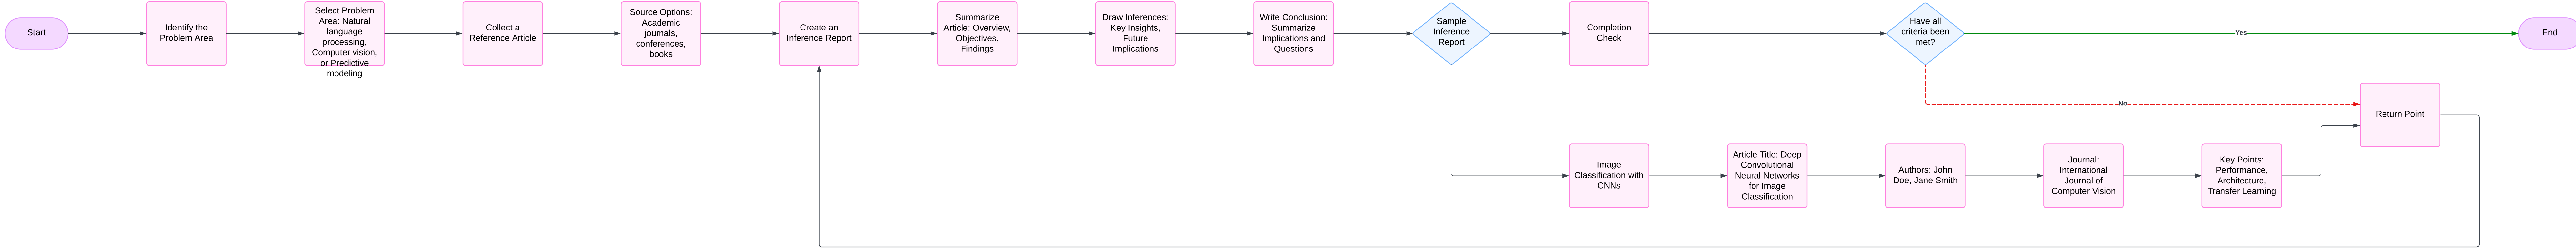 Start
Identify the
Problem Area
Select Problem
Area: Natural
language
processing,
Computer vision,
or Predictive
modeling
Collect a
Reference Article
Source Options:
Academic
journals,
conferences,
books
Create an
Inference Report
Summarize
Article: Overview,
Objectives,
Findings
Draw Inferences:
Key Insights,
Future
Implications
Write Conclusion:
Summarize
Implications and
Questions
Sample
Inference
Report
Completion
Check
Have all
criteria been
met?
Yes
End
No
Return Point
Image
Classification with
CNNs
Article Title: Deep
Convolutional
Neural Networks
for Image
Classification
Authors: John
Doe, Jane Smith
Journal:
International
Journal of
Computer Vision
Key Points:
Performance,
Architecture,
Transfer Learning